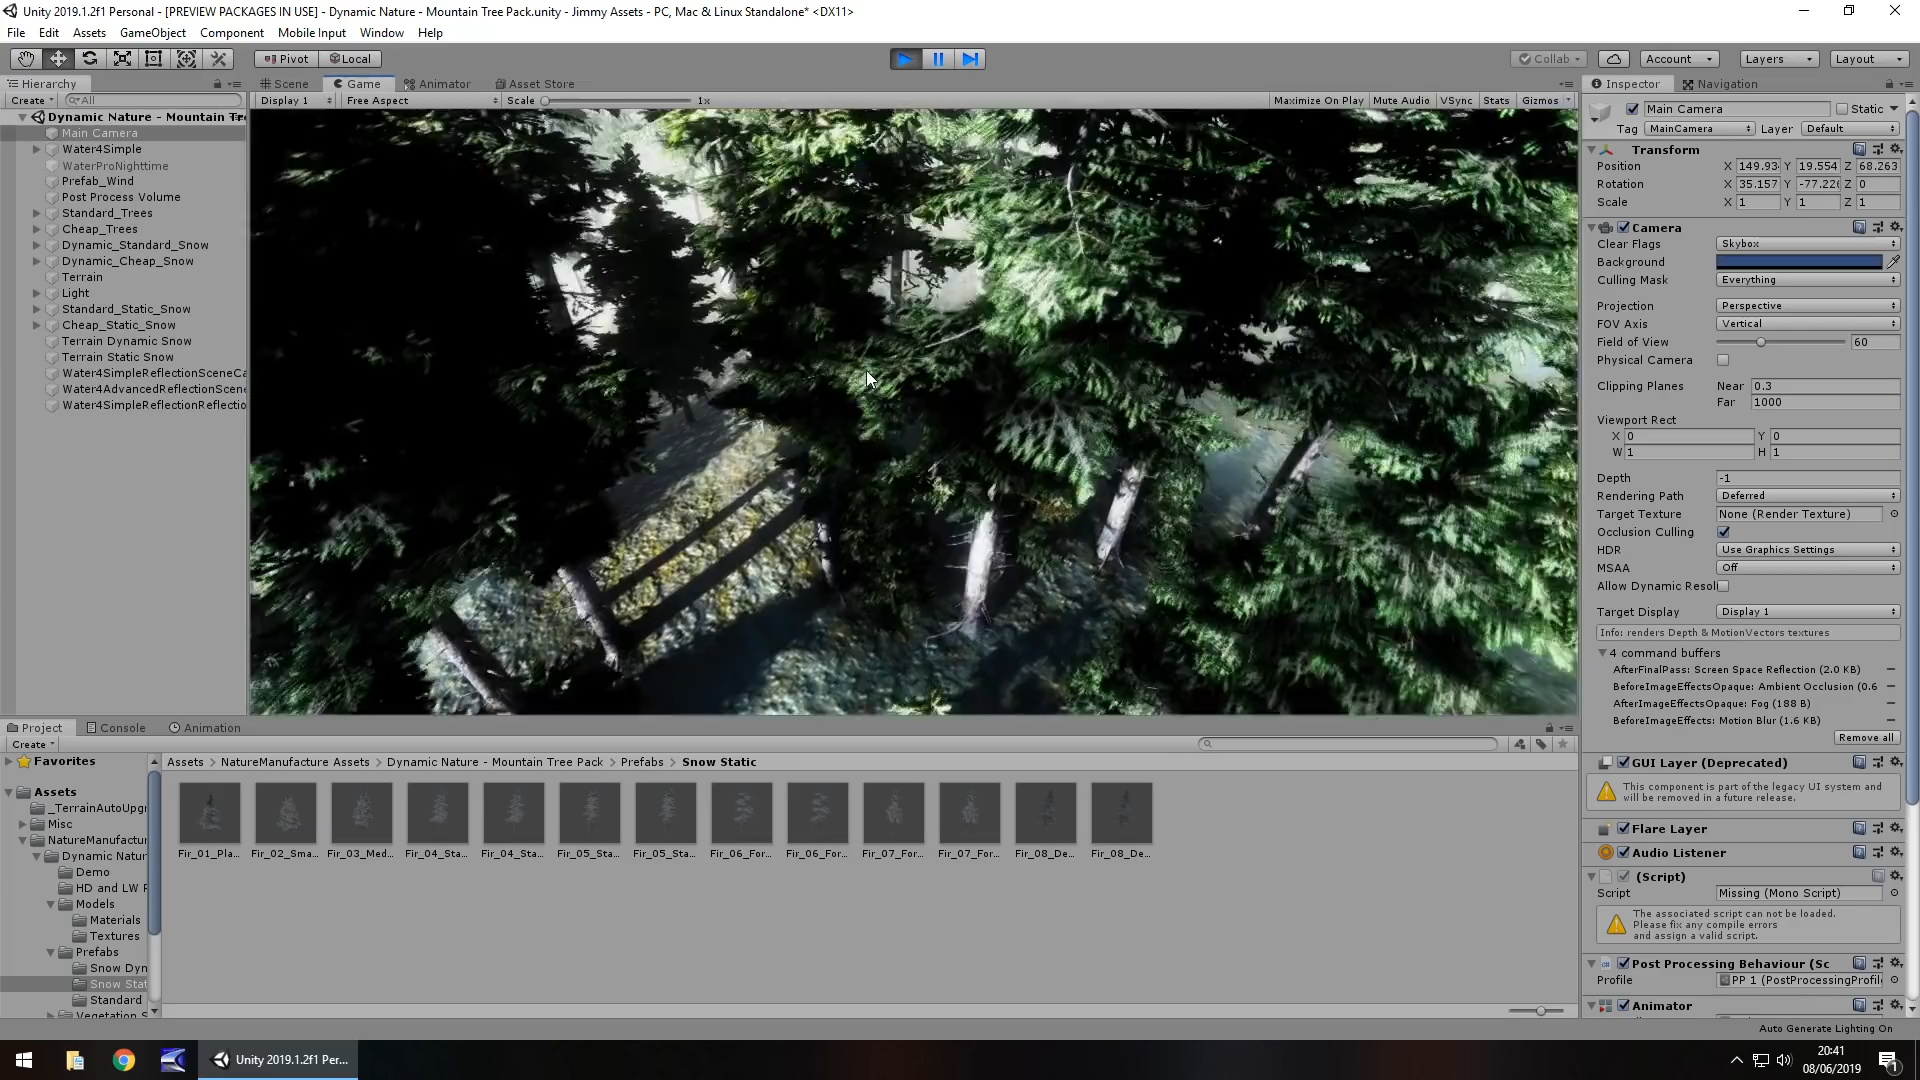 Unity 2019.1.2f1 Personal - [PREVIEW PACKAGES IN USE] - Dynamic Nature - Mountain Tree Pack.unity - Jimmy Assets - PC, Mac & Linux Standalone* <DX11>
File Edit Assets GameObject Component Mobile Input Window Help
Pivot Local Collab Account Layers Layout
Hierarchy Scene Game Animator Asset Store Inspector Navigation
Create All Display 1 Free Aspect Scale 1x Maximize On Play Mute Audio VSync Stats Gizmos
Dynamic Nature - Mountain Tre
Main Camera
Water4Simple
WaterProNighttime
Prefab_Wind
Post Process Volume
Standard_Trees
Cheap_Trees
Dynamic_Standard_Snow
Dynamic_Cheap_Snow
Terrain
Light
Standard_Static_Snow
Cheap_Static_Snow
Terrain Dynamic Snow
Terrain Static Snow
Water4SimpleReflectionSceneCa
Water4AdvancedReflectionScene
Water4SimpleReflectionReflectio
Main Camera Static
Tag MainCamera Layer Default
Transform
Position X 149.93 Y 19.554 Z 68.263
Rotation X 35.157 Y -77.22 Z 0
Scale X 1 Y 1 Z 1
Camera
Clear Flags Skybox
Background
Culling Mask Everything
Projection Perspective
FOV Axis Vertical
Field of View 60
Physical Camera
Clipping Planes Near 0.3
Far 1000
Viewport Rect
X 0 Y 0
W 1 H 1
Depth -1
Rendering Path Deferred
Target Texture None (Render Texture)
Occlusion Culling
HDR Use Graphics Settings
MSAA Off
Allow Dynamic Resol
Target Display Display 1
Info: renders Depth & MotionVectors textures
4 command buffers
AfterFinalPass: Screen Space Reflection (2.0 KB)
BeforeImageEffectsOpaque: Ambient Occlusion (0.6
AfterImageEffectsOpaque: Fog (188 B)
BeforeImageEffects: Motion Blur (1.6 KB)
Remove all
GUI Layer (Deprecated)
This component is part of the legacy UI system and
will be removed in a future release.
Flare Layer
Audio Listener
(Script)
Script Missing (Mono Script)
The associated script can not be loaded.
Please fix any compile errors
and assign a valid script.
Post Processing Behaviour (Sc
Profile PP 1 (PostProcessingProfil
Animator
Project Console Animation
Create
Favorites
Assets
_TerrainAutoUpgr
Misc
NatureManufactur
Dynamic Natur
Demo
HD and LW R
Models
Materials
Textures
Prefabs
Snow Dyn
Snow Stat
Standard
Vegetation S
Assets > NatureManufacture Assets > Dynamic Nature - Mountain Tree Pack > Prefabs > Snow Static
Fir_01_Pla... Fir_02_Sma... Fir_03_Med... Fir_04_Sta... Fir_04_Sta... Fir_05_Sta... Fir_05_Sta... Fir_06_For... Fir_06_For... Fir_07_For... Fir_07_For... Fir_08_De... Fir_08_De...
Auto Generate Lighting On
Unity 2019.1.2f1 Per...
20:41
08/06/2019
1